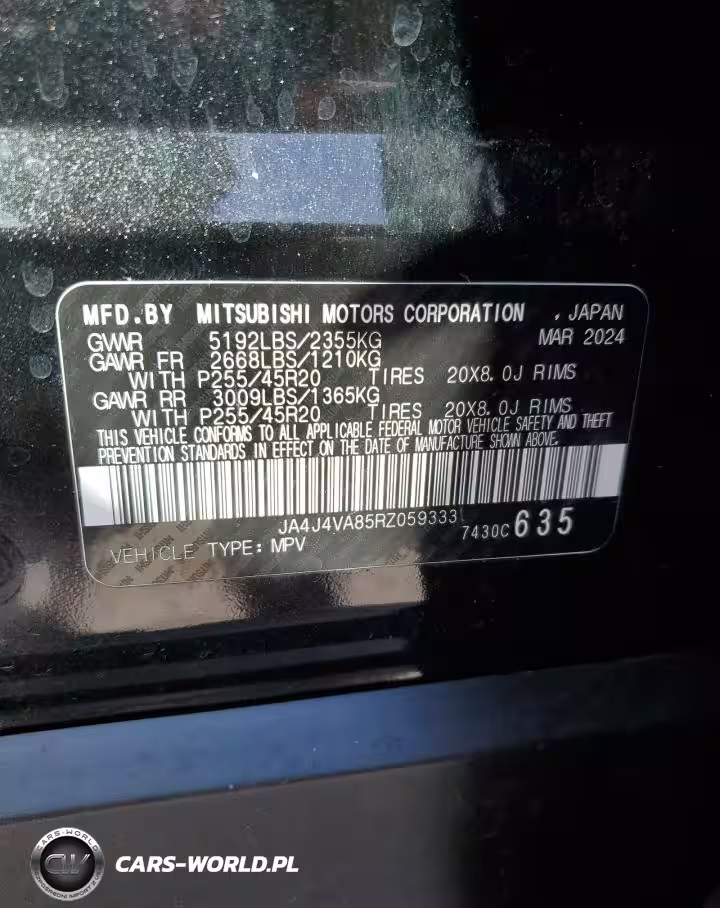 MFD.BY MITSUBISHI MOTORS CORPORATION , JAPAN
GVWR 5192LBS/2355KG MAR 2024
GAWR FR 2668LBS/1210KG
WITH P255/45R20 TIRES 20X8.0J RIMS
GAWR RR 3009LBS/1365KG
WITH P255/45R20 TIRES 20X8.0J RIMS
THIS VEHICLE CONFORMS TO ALL APPLICABLE FEDERAL MOTOR VEHICLE SAFETY AND THEFT
PREVENTION STANDARDS IN EFFECT ON THE DATE OF MANUFACTURE SHOWN ABOVE.
JA4J4VA85RZ059333
7430C 635
VEHICLE TYPE: MPV
CARS-WORLD
CW
CARS-WORLD.PL